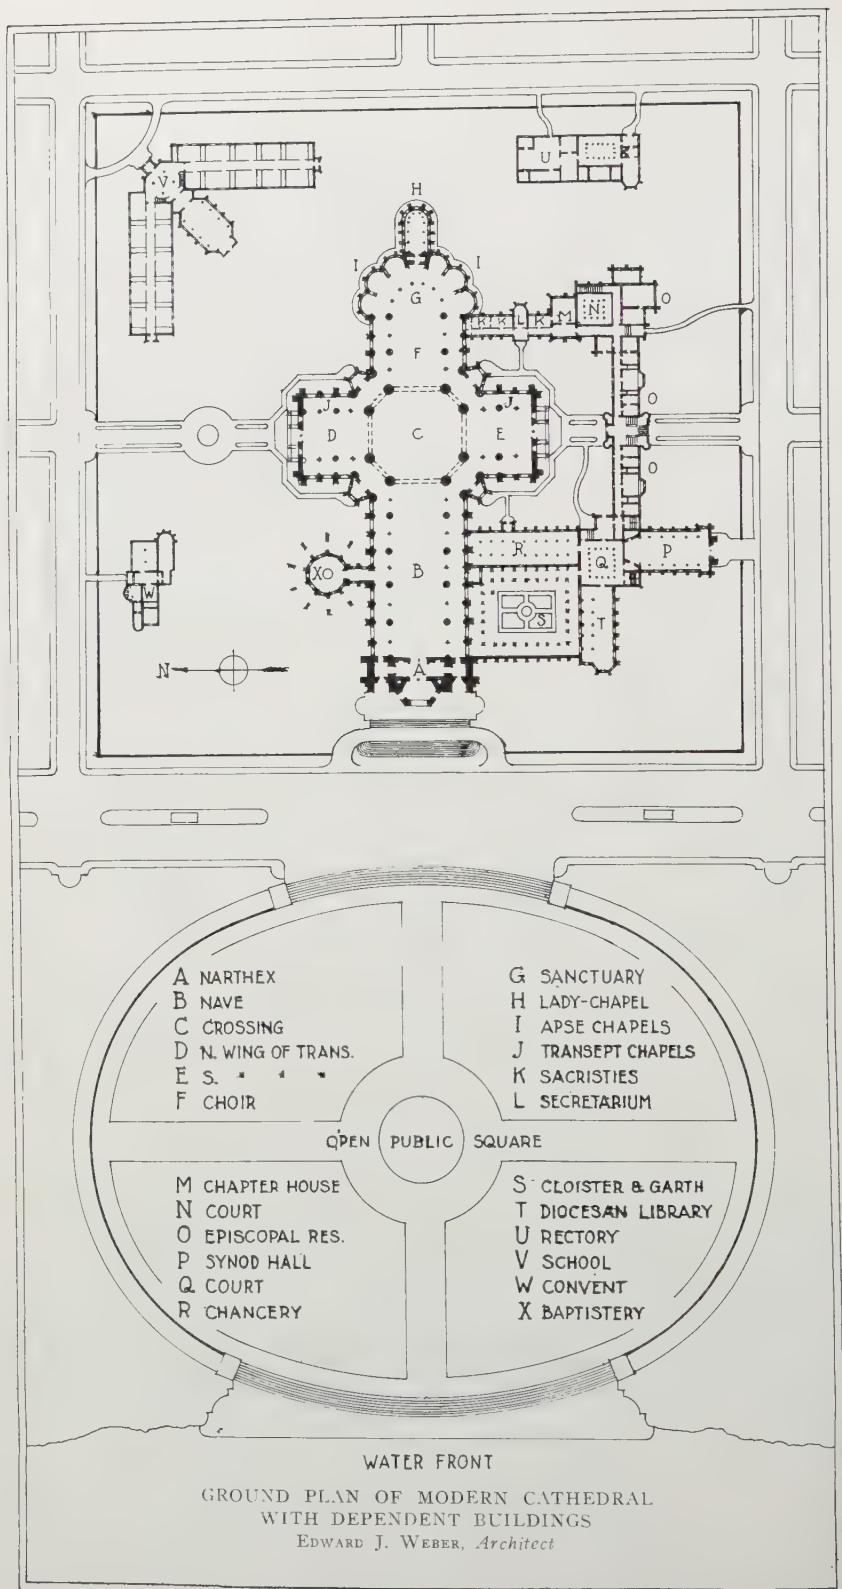 H
I I
G
F
K K L K M N O
U
V
J J
D C E
O
O
B
R
Q
P
X
S
T
W
N
A
A NARTHEX
B NAVE
C CROSSING
D N. WING OF TRANS.
E S. " " "
F CHOIR
G SANCTUARY
H LADY-CHAPEL
I APSE CHAPELS
J TRANSEPT CHAPELS
K SACRISTIES
L SECRETARIUM
OPEN PUBLIC SQUARE
M CHAPTER HOUSE
N COURT
O EPISCOPAL RES.
P SYNOD HALL
Q COURT
R CHANCERY
S CLOISTER & GARTH
T DIOCESAN LIBRARY
U RECTORY
V SCHOOL
W CONVENT
X BAPTISTERY
WATER FRONT
GROUND PLAN OF MODERN CATHEDRAL
WITH DEPENDENT BUILDINGS
EDWARD J. WEBER, Architect